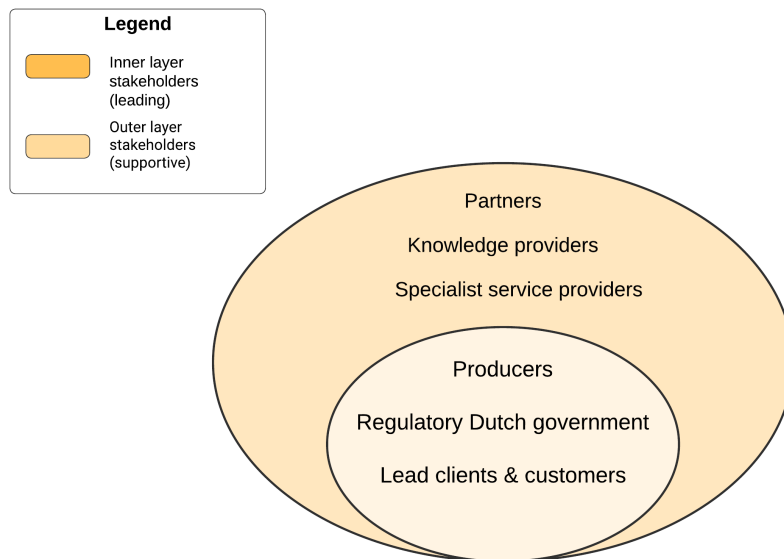 Legend
Inner layer
stakeholders
(leading)
Outer layer
stakeholders
(supportive)
Partners
Knowledge providers
Specialist service providers
Producers
Regulatory Dutch government
Lead clients & customers